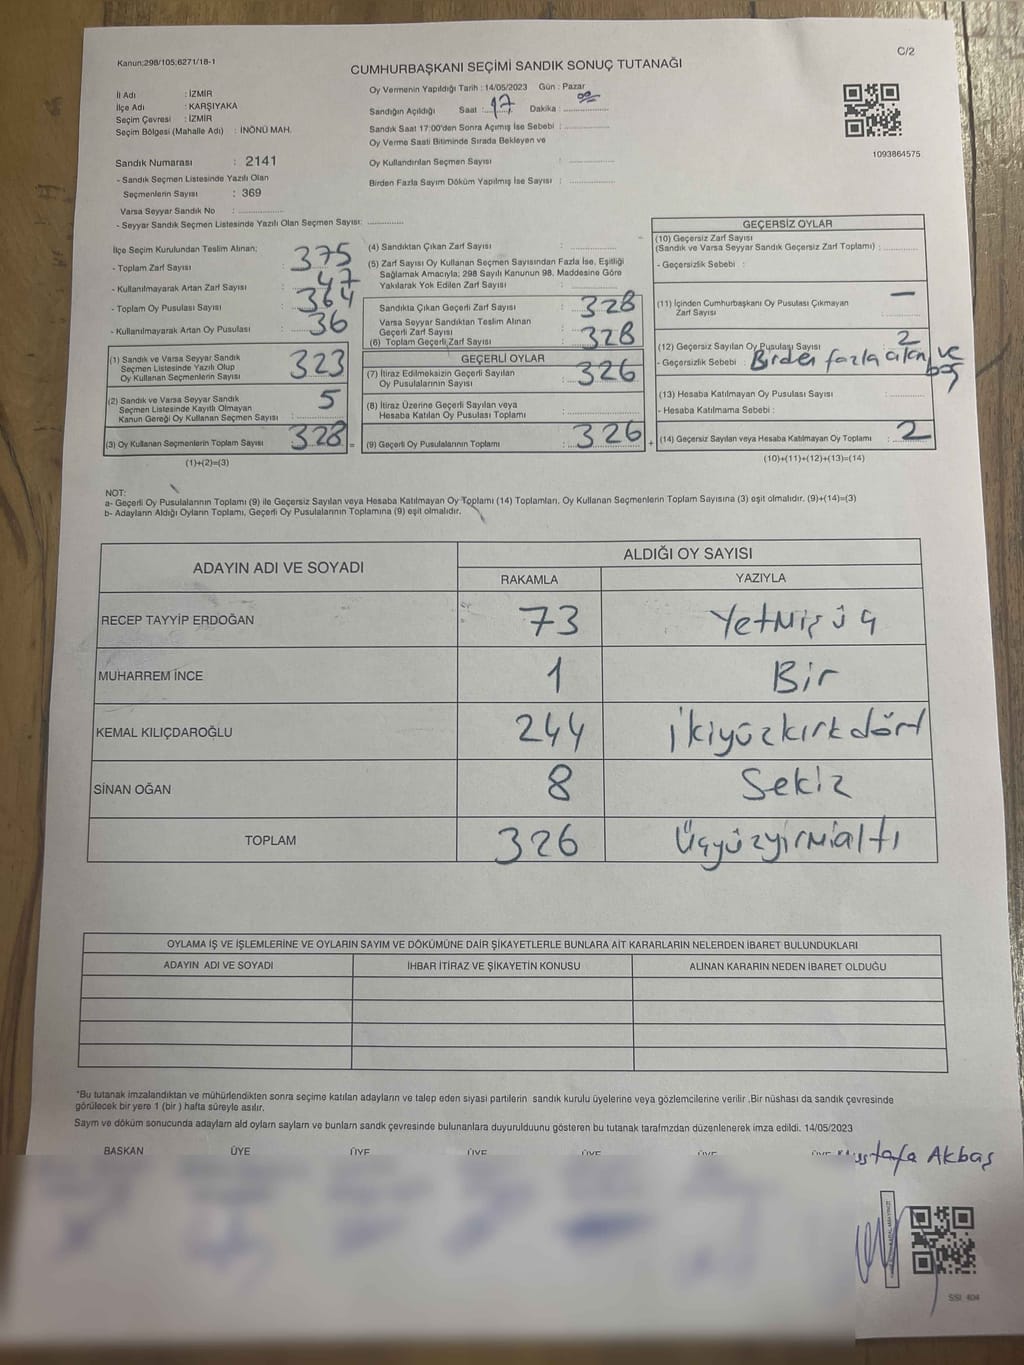 Kanun:298/105;6271/18-1
C/2
CUMHURBAŞKANI SEÇİMİ SANDIK SONUÇ TUTANAĞI
İl Adı : İZMİR
İlçe Adı : KARŞIYAKA
Seçim Çevresi : İZMİR
Seçim Bölgesi (Mahalle Adı) : İNÖNÜ MAH.
Oy Vermenin Yapıldığı Tarih : 14/05/2023 Gün : Pazar
Sandığın Açıldığı Saat : 17 Dakika : 00
Sandık Saat 17:00'den Sonra Açımış İse Sebebi :
Oy Verme Saati Bitiminde Sırada Bekleyen ve
Oy Kullandırılan Seçmen Sayısı :
Birden Fazla Sayım Döküm Yapılmış İse Sayısı :
1093864575
Sandık Numarası : 2141
- Sandık Seçmen Listesinde Yazılı Olan
Seçmenlerin Sayısı : 369
Varsa Seyyar Sandık No :
- Seyyar Sandık Seçmen Listesinde Yazılı Olan Seçmen Sayısı:
İlçe Seçim Kurulundan Teslim Alınan;
- Toplam Zarf Sayısı : 375
- Kullanılmayarak Artan Zarf Sayısı : 47
- Toplam Oy Pusulası Sayısı : 364
- Kullanılmayarak Artan Oy Pusulası : 36
(1) Sandık ve Varsa Seyyar Sandık
Seçmen Listesinde Yazılı Olup
Oy Kullanan Seçmenlerin Sayısı : 323
(2) Sandık ve Varsa Seyyar Sandık
Seçmen Listesinde Kayıtlı Olmayan
Kanun Gereği Oy Kullanan Seçmen Sayısı : 5
(3) Oy Kullanan Seçmenlerin Toplam Sayısı : 328 =
(1)+(2)=(3)
(4) Sandıktan Çıkan Zarf Sayısı :
(5) Zarf Sayısı Oy Kullanan Seçmen Sayısından Fazla İse, Eşitliği
Sağlamak Amacıyla; 298 Sayılı Kanunun 98. Maddesine Göre
Yakılarak Yok Edilen Zarf Sayısı :
Sandıkta Çıkan Geçerli Zarf Sayısı : 328
Varsa Seyyar Sandıktan Teslim Alınan
Geçerli Zarf Sayısı
(6) Toplam Geçerli Zarf Sayısı : 328
GEÇERLİ OYLAR
(7) İtiraz Edilmeksizin Geçerli Sayılan
Oy Pusulalarının Sayısı : 326
(8) İtiraz Üzerine Geçerli Sayılan veya
Hesaba Katılan Oy Pusulası Toplamı :
(9) Geçerli Oy Pusulalarının Toplamı : 326 +
GEÇERSİZ OYLAR
(10) Geçersiz Zarf Sayısı
(Sandık ve Varsa Seyyar Sandık Geçersiz Zarf Toplamı) :
- Geçersizlik Sebebi :
(11) İçinden Cumhurbaşkanı Oy Pusulası Çıkmayan
Zarf Sayısı : —
(12) Geçersiz Sayılan Oy Pusulası Sayısı : 2
- Geçersizlik Sebebi : Birden fazla ve
boş
(13) Hesaba Katılmayan Oy Pusulası Sayısı :
- Hesaba Katılmama Sebebi :
(14) Geçersiz Sayılan veya Hesaba Katılmayan Oy Toplamı : 2
(10)+(11)+(12)+(13)=(14)
NOT:
a- Geçerli Oy Pusulalarının Toplamı (9) ile Geçersiz Sayılan veya Hesaba Katılmayan Oy Toplamı (14) Toplamları, Oy Kullanan Seçmenlerin Toplam Sayısına (3) eşit olmalıdır. (9)+(14)=(3)
b- Adayların Aldığı Oyların Toplamı, Geçerli Oy Pusulalarının Toplamına (9) eşit olmalıdır.
ADAYIN ADI VE SOYADI
ALDIĞI OY SAYISI
RAKAMLA YAZIYLA
RECEP TAYYİP ERDOĞAN 73 Yetmişüç
MUHARREM İNCE 1 Bir
KEMAL KILIÇDAROĞLU 244 İkiyüzkırkdört
SİNAN OĞAN 8 Sekiz
TOPLAM 326 Üçyüzyirmialtı
OYLAMA İŞ VE İŞLEMLERİNE VE OYLARIN SAYIM VE DÖKÜMÜNE DAİR ŞİKAYETLERLE BUNLARA AİT KARARLARIN NELERDEN İBARET BULUNDUKLARI
ADAYIN ADI VE SOYADI İHBAR İTİRAZ VE ŞİKAYETİN KONUSU ALINAN KARARIN NEDEN İBARET OLDUĞU
*Bu tutanak imzalandıktan ve mühürlendikten sonra seçime katılan adayların ve talep eden siyasi partilerin sandık kurulu üyelerine veya gözlemcilerine verilir .Bir nüshası da sandık çevresinde
görülecek bir yere 1 (bir ) hafta süreyle asılır.
Sayım ve döküm sonucunda adayların ald oyların sayların ve bunların sandk çevresinde bulunanlara duyurulduunu gösteren bu tutanak tarafmzdan düzenlenerek imza edildi. 14/05/2023
BAŞKAN ÜYE ÜYE ÜYE ÜYE ÜYE ÜYE
Mustafa Akbaş
SSI 404